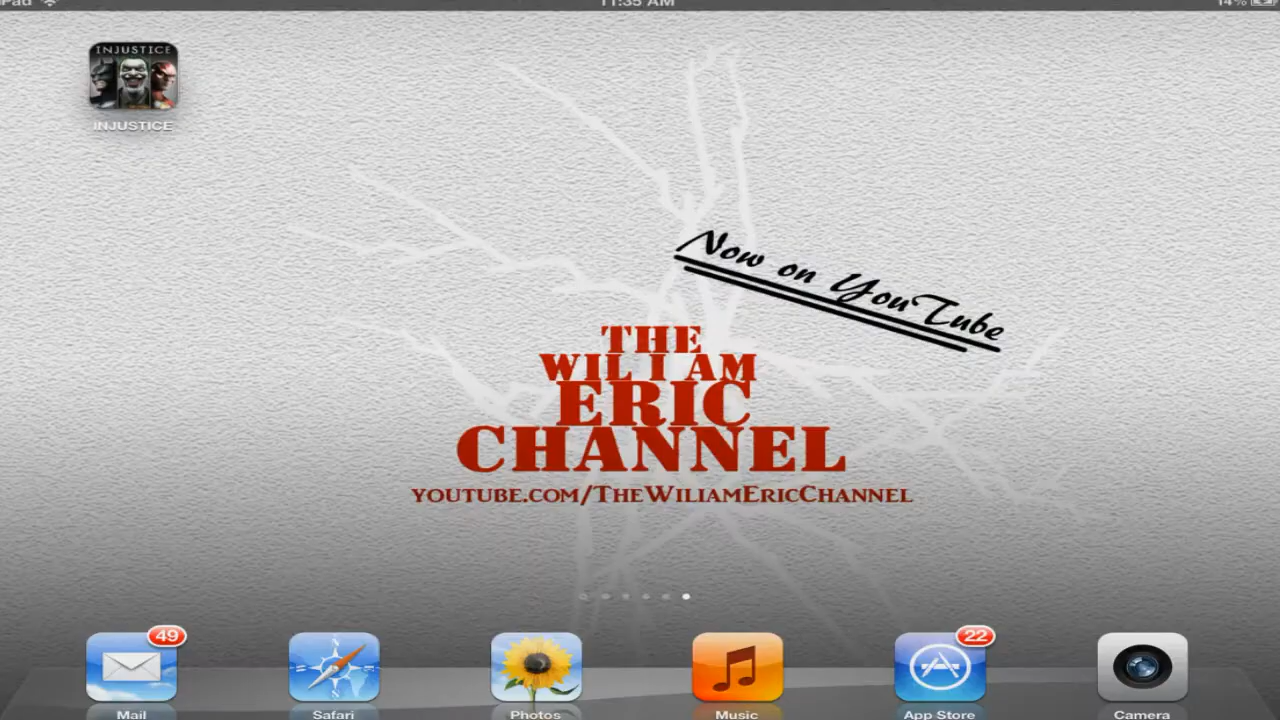 iPad 11:35 AM 14%
INJUSTICE
INJUSTICE
Now on YouTube
THE
WIL I AM
ERIC
CHANNEL
YOUTUBE.COM/THEWILIAMERICCHANNEL
49
22
Mail Safari Photos Music App Store Camera